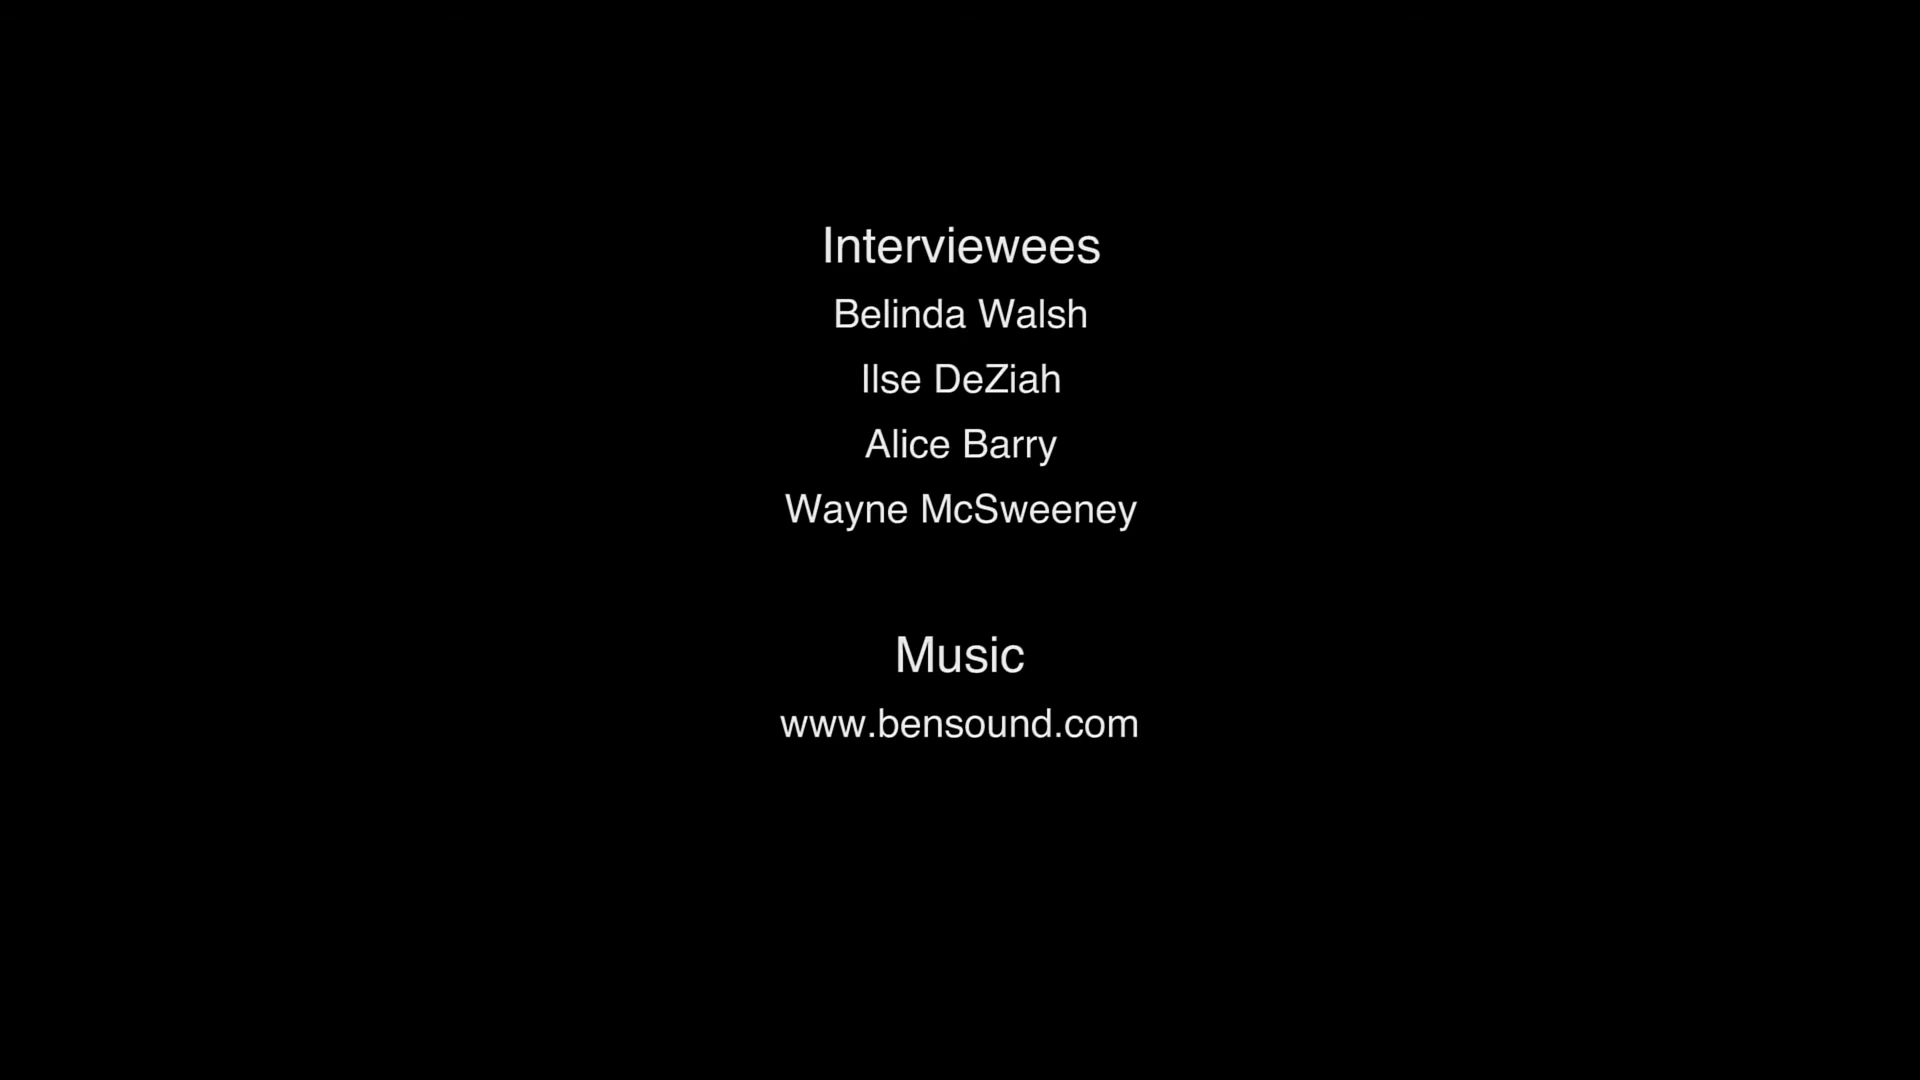 Interviewees
Belinda Walsh
Ilse DeZiah
Alice Barry
Wayne McSweeney
Music
www.bensound.com